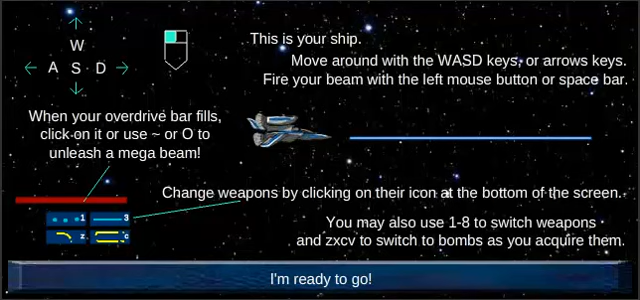 This is your ship.
W
Move around with the WASD keys, or arrows keys.
A S D
Fire your beam with the left mouse button or space bar.
When your overdrive bar fills,
click on it or use ~ or O to
unleash a mega beam!
Change weapons by clicking on their icon at the bottom of the screen.
1 3
You may also use 1-8 to switch weapons
z c
and zxcv to switch to bombs as you acquire them.
I'm ready to go!